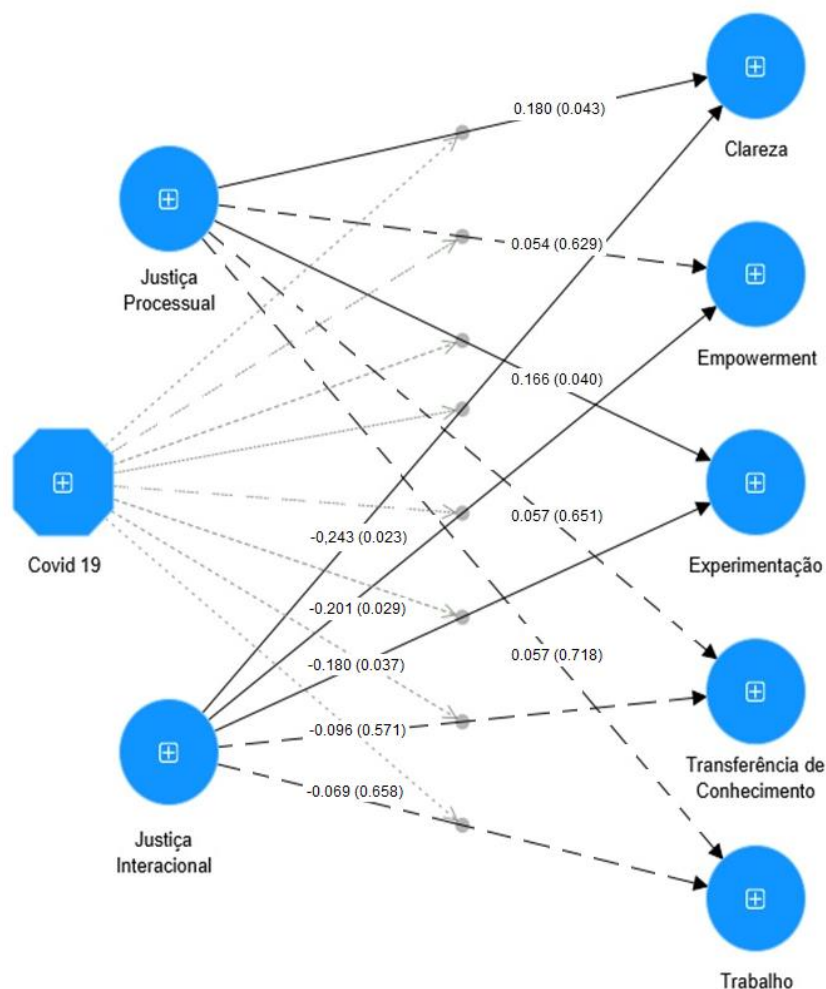 0.180 (0.043)
Clareza
Justiça
Processual
0.054 (0.629)
Empowerment
0.166 (0.040)
Covid 19
-0,243 (0.023)
0.057 (0.651)
Experimentação
-0.201 (0.029)
-0.180 (0.037)
0.057 (0.718)
-0.096 (0.571)
Transferência de
Conhecimento
-0.069 (0.658)
Justiça
Interacional
Trabalho